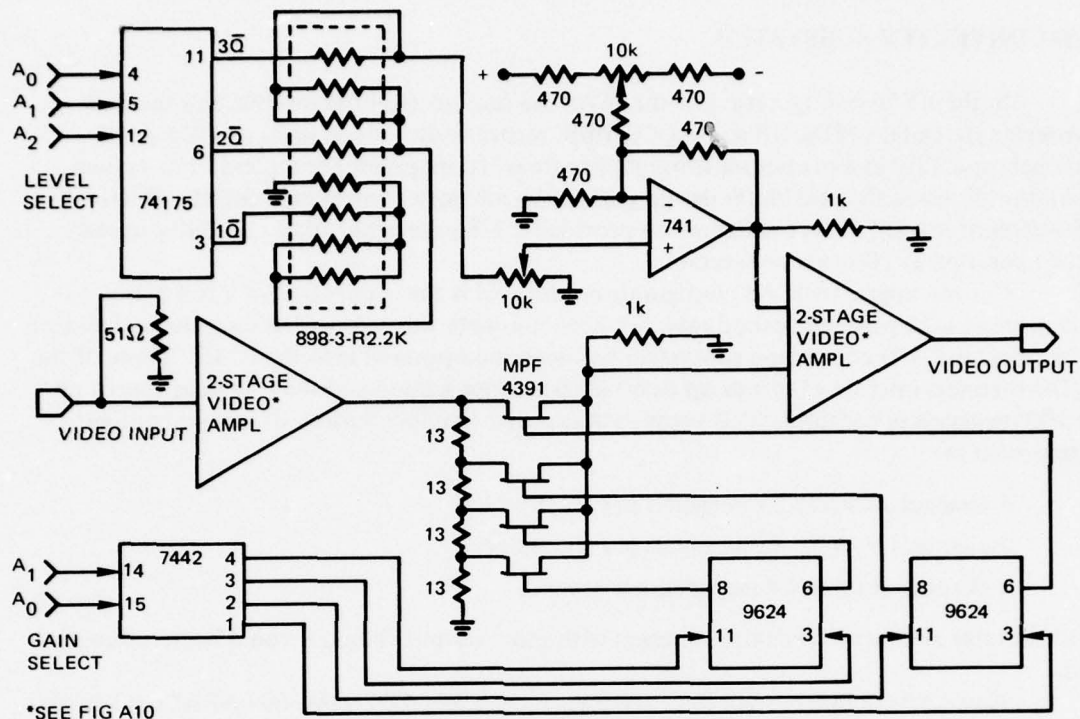 A0
A1
A2
4
5
12
11
6
3
3Q̅
2Q̅
1Q̅
LEVEL SELECT
74175
898-3-R2.2K
+
10k
-
470
470
470
470
470
741
+
10k
1k
1k
51Ω
VIDEO INPUT
2-STAGE VIDEO* AMPL
MPF 4391
2-STAGE VIDEO* AMPL
VIDEO OUTPUT
13
13
13
13
A1
A0
14
15
7442
4
3
2
1
GAIN SELECT
8
6
9624
11
3
8
6
9624
11
3
*SEE FIG A10